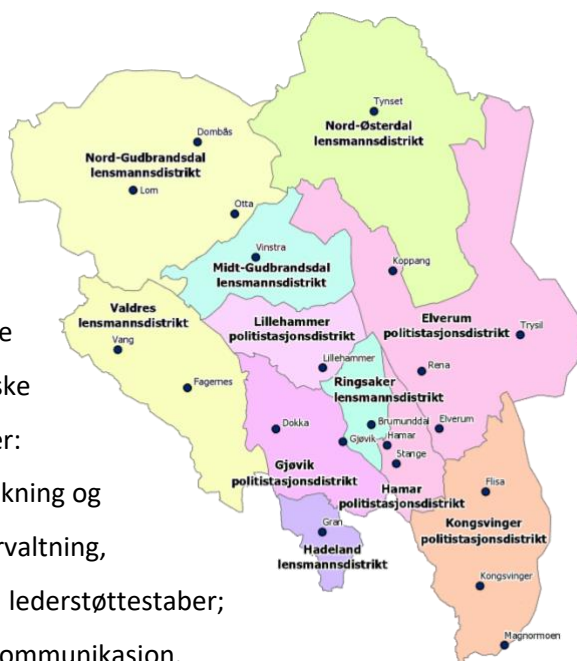 Tynset
Nord-Østerdal
lensmannsdistrikt
Dombås
Nord-Gudbrandsdal
lensmannsdistrikt
Lom
Otta
Vinstra
Midt-Gudbrandsdal
lensmannsdistrikt
Koppang
Valdres
lensmannsdistrikt
Vang
Lillehammer
politistasjonsdistrikt
Elverum
politistasjonsdistrikt
Trysil
Lillehammer
Ringsaker
lensmannsdistrikt
Rena
Fagernes
Dokka
Brumunddal
Elverum
Gjøvik
Hamar
Stange
Gjøvik
politistasjonsdistrikt
Hamar
politistasjonsdistrikt
Flisa
Kongsvinger
politistasjonsdistrikt
Gran
Hadeland
lensmannsdistrikt
Kongsvinger
Magnormoen
e
ske
er:
kning og
rvaltning,
lederstøttestaber;
ommunikasjon.